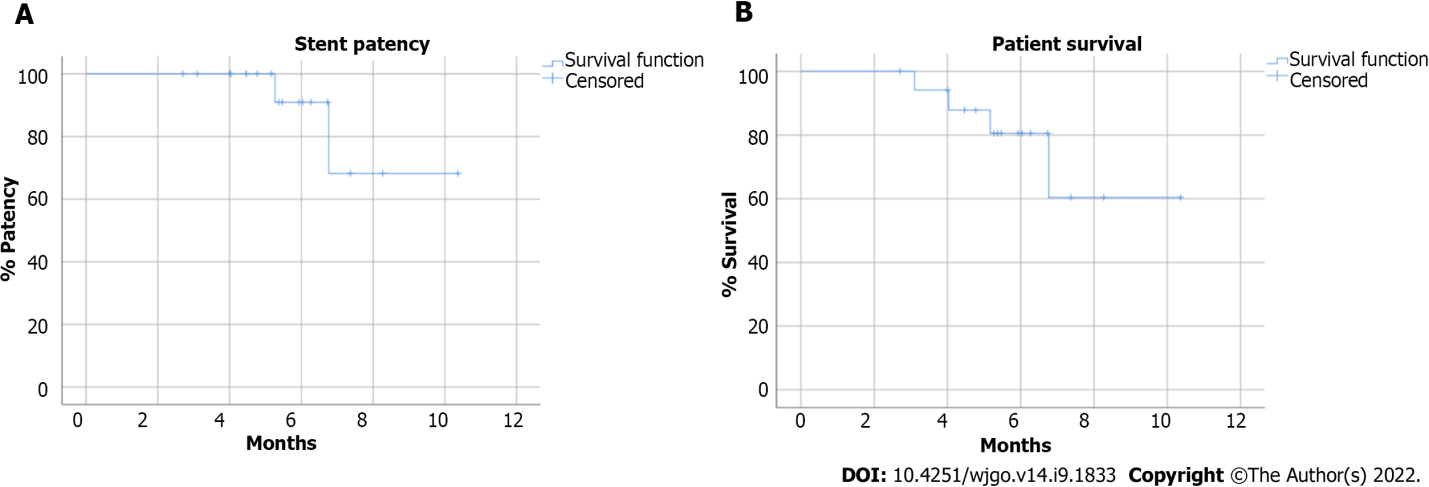 A
Stent patency
Survival function
Censored
% Patency
100
80
60
40
20
0
0 2 4 6 8 10 12
Months
B
Patient survival
Survival function
Censored
% Survival
100
80
60
40
20
0
0 2 4 6 8 10 12
Months
DOI: 10.4251/wjgo.v14.i9.1833 Copyright ©The Author(s) 2022.